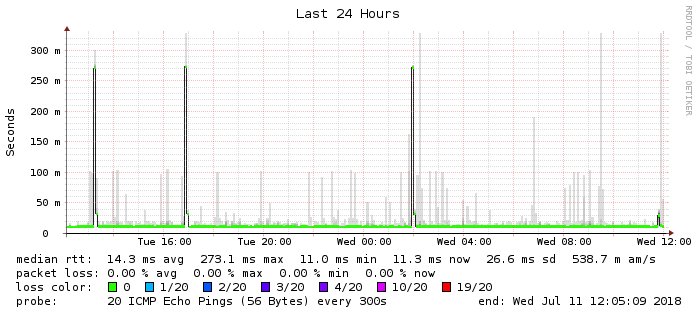 Last 24 Hours
RRDTOOL / TOBI OETIKER
Seconds
300 m
250 m
200 m
150 m
100 m
50 m
0
Tue 16:00 Tue 20:00 Wed 00:00 Wed 04:00 Wed 08:00 Wed 12:00
median rtt: 14.3 ms avg 273.1 ms max 11.0 ms min 11.3 ms now 26.6 ms sd 538.7 m am/s
packet loss: 0.00 % avg 0.00 % max 0.00 % min 0.00 % now
loss color: 0 1/20 2/20 3/20 4/20 10/20 19/20
probe: 20 ICMP Echo Pings (56 Bytes) every 300s end: Wed Jul 11 12:05:09 2018